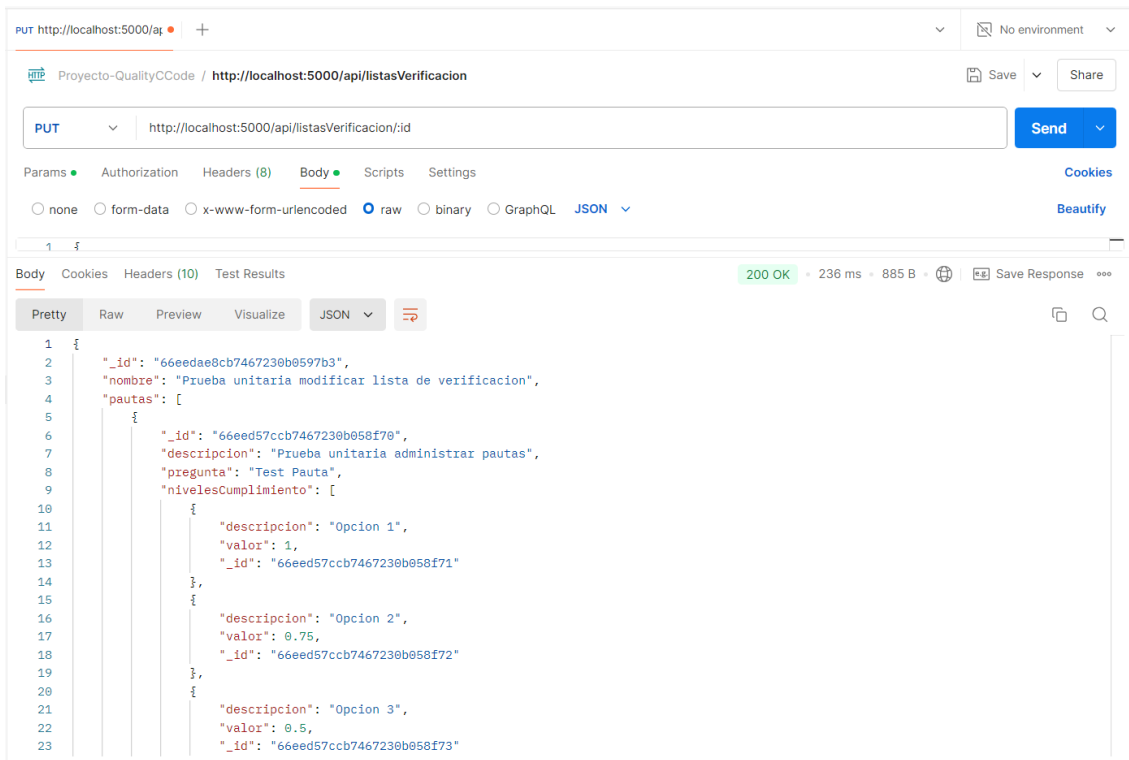 PUT http://localhost:5000/ap
No environment
HTTP Proyecto-QualityCCode / http://localhost:5000/api/listasVerificacion Save Share
PUT http://localhost:5000/api/listasVerificacion/:id Send
Params Authorization Headers (8) Body Scripts Settings Cookies
none form-data x-www-form-urlencoded raw binary GraphQL JSON Beautify
1 {
Body Cookies Headers (10) Test Results 200 OK 236 ms 885 B e.g. Save Response
Pretty Raw Preview Visualize JSON
1 {
2 "_id": "66eedae8cb7467230b0597b3",
3 "nombre": "Prueba unitaria modificar lista de verificacion",
4 "pautas": [
5 {
6 "_id": "66eed57ccb7467230b058f70",
7 "descripcion": "Prueba unitaria administrar pautas",
8 "pregunta": "Test Pauta",
9 "nivelesCumplimiento": [
10 {
11 "descripcion": "Opcion 1",
12 "valor": 1,
13 "_id": "66eed57ccb7467230b058f71"
14 },
15 {
16 "descripcion": "Opcion 2",
17 "valor": 0.75,
18 "_id": "66eed57ccb7467230b058f72"
19 },
20 {
21 "descripcion": "Opcion 3",
22 "valor": 0.5,
23 "_id": "66eed57ccb7467230b058f73"